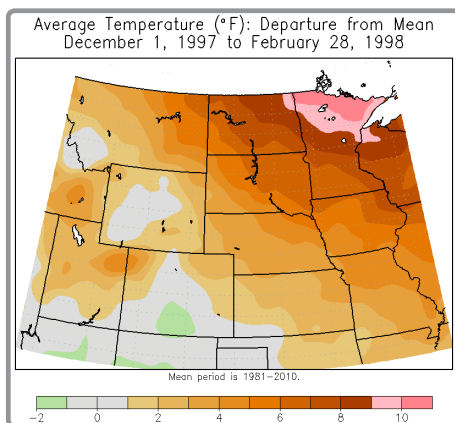 Average Temperature (°F): Departure from Mean
December 1, 1997 to February 28, 1998
Mean period is 1981-2010.
-2 0 2 4 6 8 10